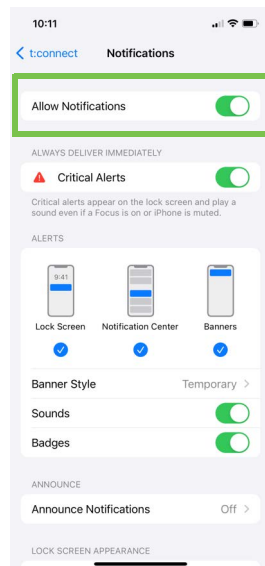 10:11
t:connect Notifications
Allow Notifications
ALWAYS DELIVER IMMEDIATELY
Critical Alerts
Critical alerts appear on the lock screen and play a
sound even if a Focus is on or iPhone is muted.
ALERTS
9:41
Lock Screen Notification Center Banners
Banner Style Temporary
Sounds
Badges
ANNOUNCE
Announce Notifications Off
LOCK SCREEN APPEARANCE